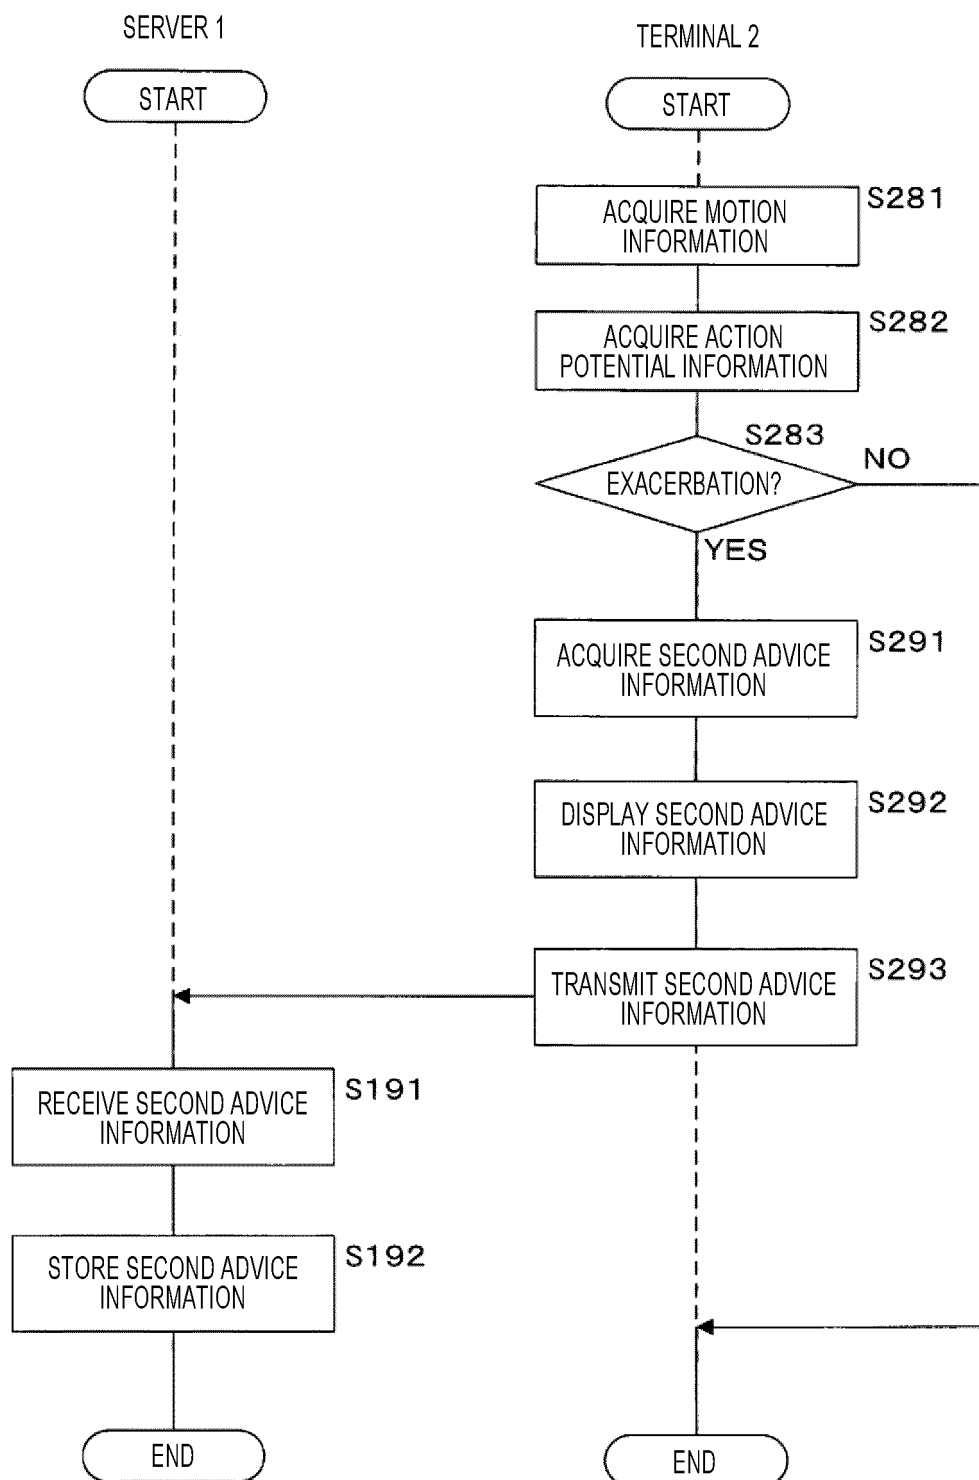 SERVER 1
TERMINAL 2
START
START
S281
ACQUIRE MOTION
INFORMATION
S282
ACQUIRE ACTION
POTENTIAL INFORMATION
S283
EXACERBATION?
NO
YES
S291
ACQUIRE SECOND ADVICE
INFORMATION
S292
DISPLAY SECOND ADVICE
INFORMATION
S293
TRANSMIT SECOND ADVICE
INFORMATION
S191
RECEIVE SECOND ADVICE
INFORMATION
S192
STORE SECOND ADVICE
INFORMATION
END
END